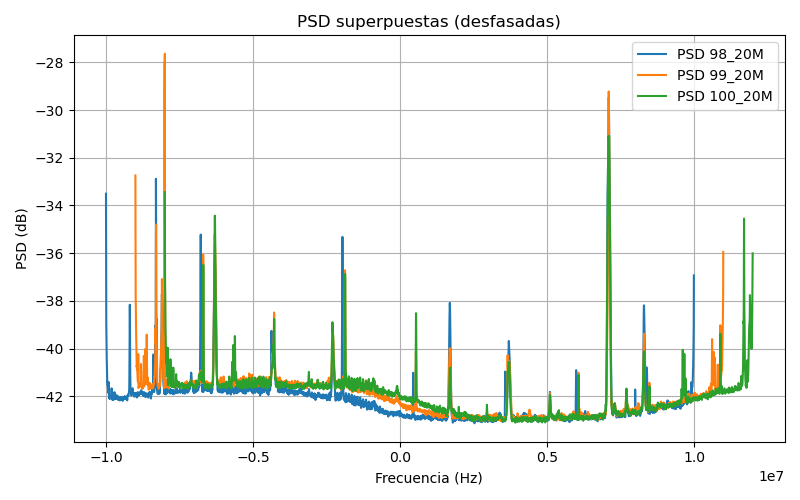 PSD superpuestas (desfasadas)
PSD 98_20M
PSD 99_20M
PSD 100_20M
PSD (dB)
−28
−30
−32
−34
−36
−38
−40
−42
−1.0
−0.5
0.0
0.5
1.0
1e7
Frecuencia (Hz)